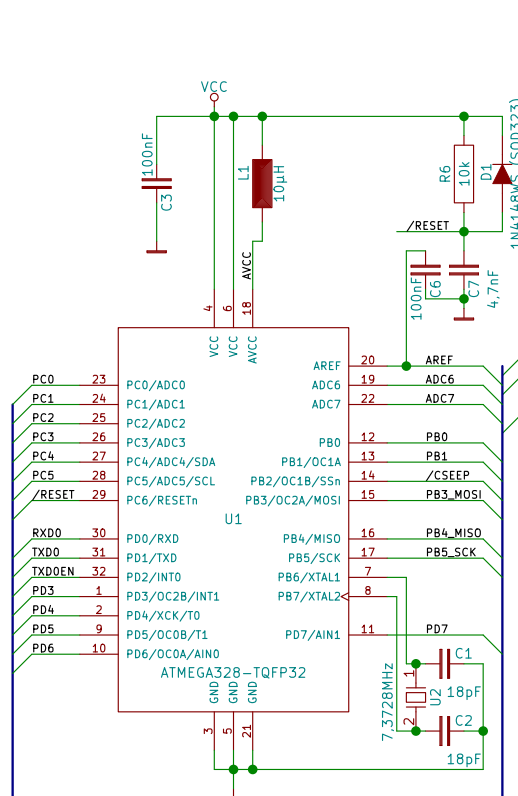 VCC
100nF
C3
L1
10µH
AVCC
R6
10k
D1
1N4148WS (SOD323)
/RESET
100nF
C6
C7
4,7nF
4
6
18
VCC
VCC
AVCC
AREF 20 AREF
ADC6 19 ADC6
ADC7 22 ADC7
PC0 23 PC0/ADC0
PC1 24 PC1/ADC1
PC2 25 PC2/ADC2
PC3 26 PC3/ADC3
PC4 27 PC4/ADC4/SDA
PC5 28 PC5/ADC5/SCL
/RESET 29 PC6/RESETn
PB0 12 PB0
PB1/OC1A 13 PB1
PB2/OC1B/SSn 14 /CSEEP
PB3/OC2A/MOSI 15 PB3_MOSI
U1
RXD0 30 PD0/RXD
TXD0 31 PD1/TXD
TXD0EN 32 PD2/INT0
PD3 1 PD3/OC2B/INT1
PD4 2 PD4/XCK/T0
PD5 9 PD5/OC0B/T1
PD6 10 PD6/OC0A/AIN0
PB4/MISO 16 PB4_MISO
PB5/SCK 17 PB5_SCK
PB6/XTAL1 7
PB7/XTAL2 8
PD7/AIN1 11 PD7
ATMEGA328-TQFP32
GND
GND
GND
3
5
21
7,3728MHz
1
2
U2
C1
18pF
C2
18pF